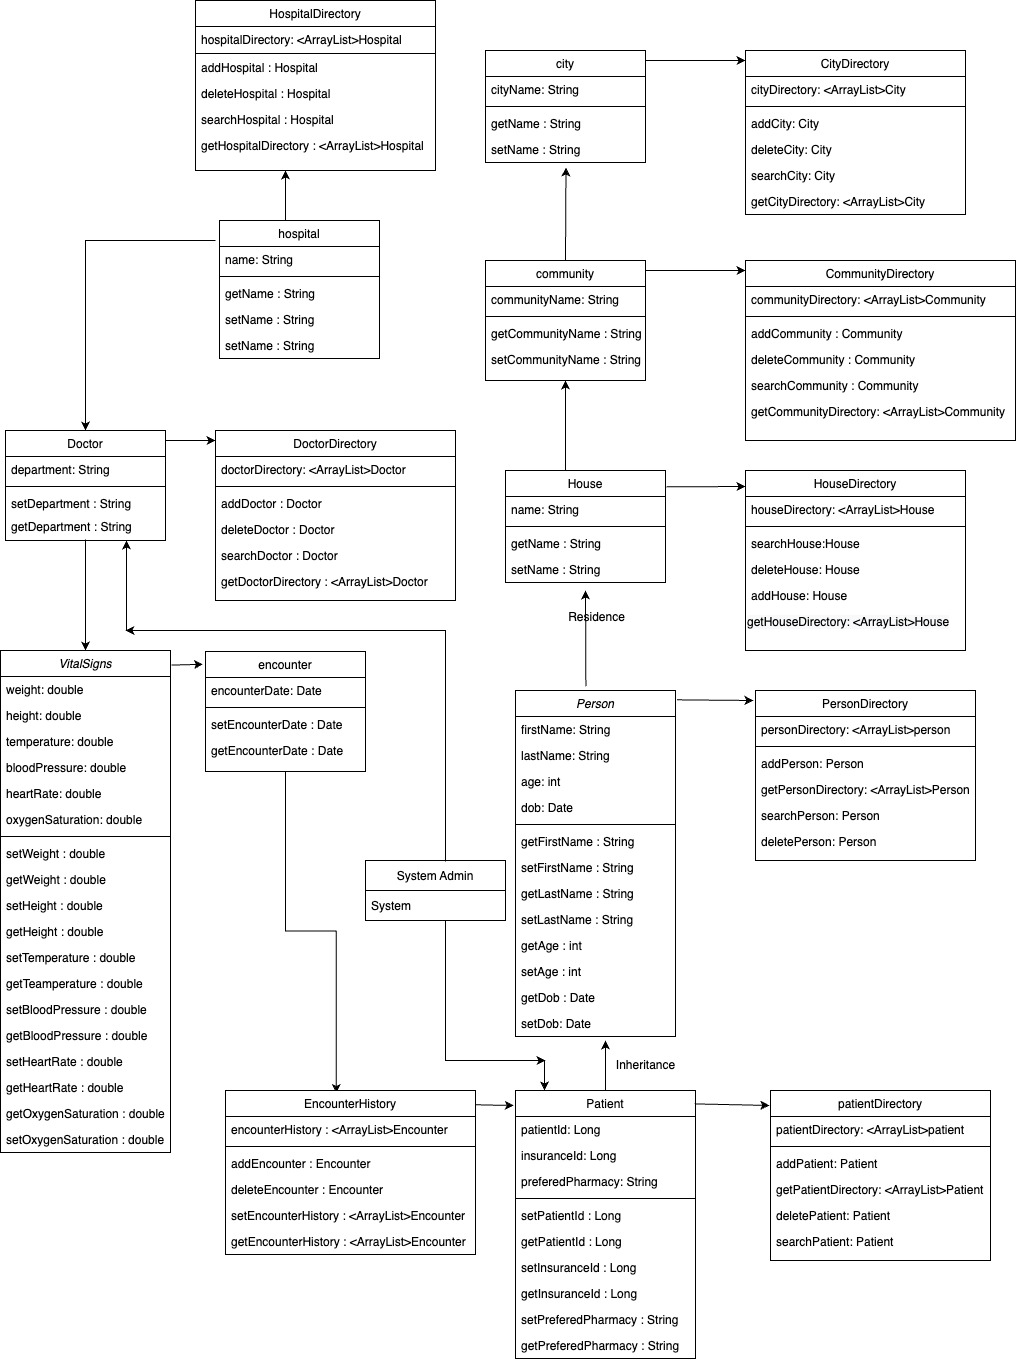 HospitalDirectory
hospitalDirectory: <ArrayList>Hospital
addHospital : Hospital
deleteHospital : Hospital
searchHospital : Hospital
getHospitalDirectory : <ArrayList>Hospital
city
cityName: String
getName : String
setName : String
CityDirectory
cityDirectory: <ArrayList>City
addCity: City
deleteCity: City
searchCity: City
getCityDirectory: <ArrayList>City
hospital
name: String
getName : String
setName : String
setName : String
community
communityName: String
getCommunityName : String
setCommunityName : String
CommunityDirectory
communityDirectory: <ArrayList>Community
addCommunity : Community
deleteCommunity : Community
searchCommunity : Community
getCommunityDirectory: <ArrayList>Community
Doctor
department: String
setDepartment : String
getDepartment : String
DoctorDirectory
doctorDirectory: <ArrayList>Doctor
addDoctor : Doctor
deleteDoctor : Doctor
searchDoctor : Doctor
getDoctorDirectory : <ArrayList>Doctor
House
name: String
getName : String
setName : String
HouseDirectory
houseDirectory: <ArrayList>House
searchHouse:House
deleteHouse: House
addHouse: House
getHouseDirectory: <ArrayList>House
Residence
VitalSigns
weight: double
height: double
temperature: double
bloodPressure: double
heartRate: double
oxygenSaturation: double
setWeight : double
getWeight : double
setHeight : double
getHeight : double
setTemperature : double
getTeamperature : double
setBloodPressure : double
getBloodPressure : double
setHeartRate : double
getHeartRate : double
getOxygenSaturation : double
setOxygenSaturation : double
encounter
encounterDate: Date
setEncounterDate : Date
getEncounterDate : Date
Person
firstName: String
lastName: String
age: int
dob: Date
getFirstName : String
setFirstName : String
getLastName : String
setLastName : String
getAge : int
setAge : int
getDob : Date
setDob: Date
PersonDirectory
personDirectory: <ArrayList>person
addPerson: Person
getPersonDirectory: <ArrayList>Person
searchPerson: Person
deletePerson: Person
System Admin
System
Inheritance
EncounterHistory
encounterHistory : <ArrayList>Encounter
addEncounter : Encounter
deleteEncounter : Encounter
setEncounterHistory : <ArrayList>Encounter
getEncounterHistory : <ArrayList>Encounter
Patient
patientId: Long
insuranceId: Long
preferedPharmacy: String
setPatientId : Long
getPatientId : Long
setInsuranceId : Long
getInsuranceId : Long
setPreferedPharmacy : String
getPreferedPharmacy : String
patientDirectory
patientDirectory: <ArrayList>patient
addPatient: Patient
getPatientDirectory: <ArrayList>Patient
deletePatient: Patient
searchPatient: Patient